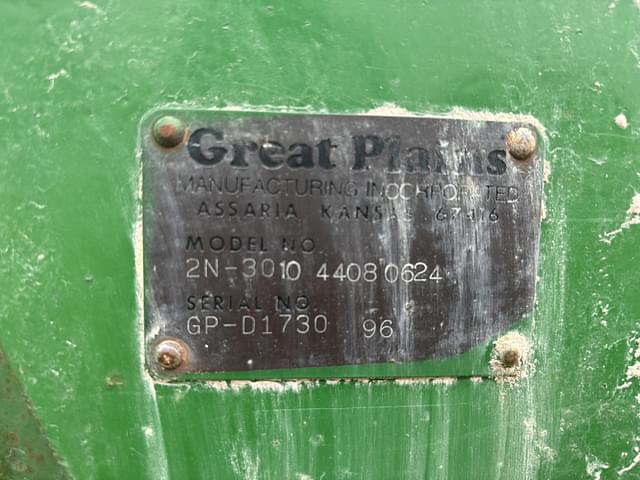 Great Plains
MANUFACTURING INCORPORATED
ASSARIA, KANSAS 67416
MODEL NO.
2N-3010 4408 0624
SERIAL NO.
GP-D1730 96